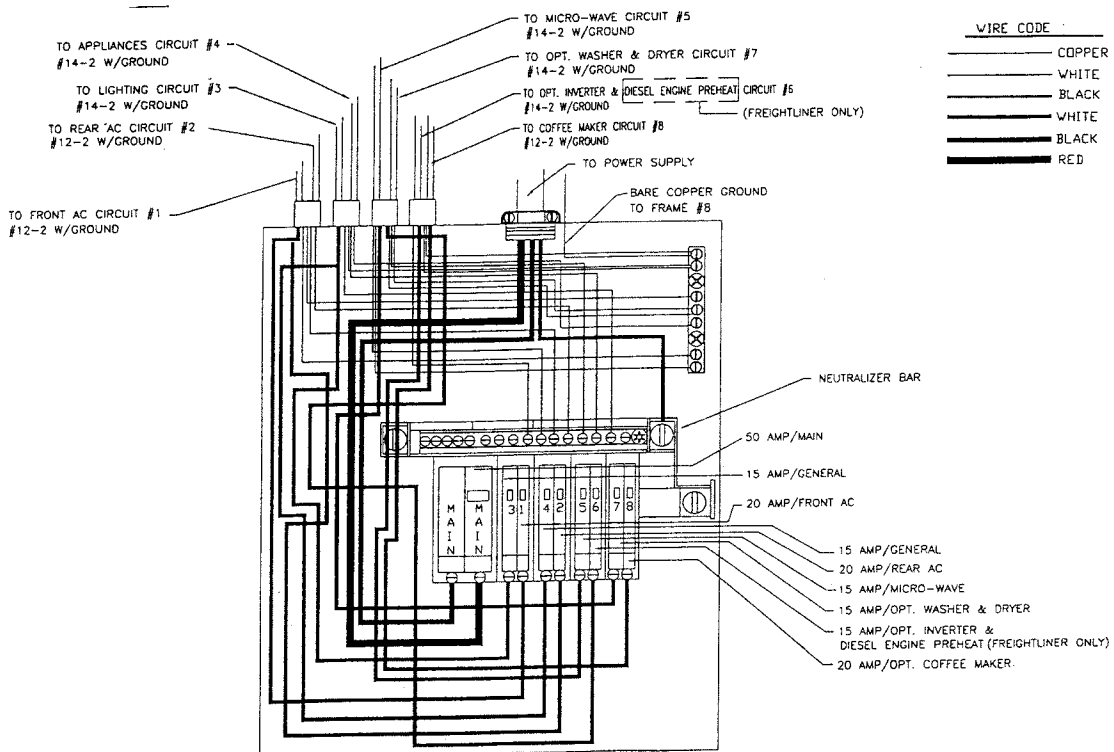 TO MICRO-WAVE CIRCUIT #5
#14-2 W/GROUND
WIRE CODE
COPPER
WHITE
BLACK
WHITE
BLACK
RED
TO APPLIANCES CIRCUIT #4
#14-2 W/GROUND
TO OPT. WASHER & DRYER CIRCUIT #7
#14-2 W/GROUND
TO LIGHTING CIRCUIT #3
#14-2 W/GROUND
TO OPT. INVERTER & DIESEL ENGINE PREHEAT CIRCUIT #6
#14-2 W/GROUND
(FREIGHTLINER ONLY)
TO REAR AC CIRCUIT #2
#12-2 W/GROUND
TO COFFEE MAKER CIRCUIT #8
#12-2 W/GROUND
TO POWER SUPPLY
BARE COPPER GROUND
TO FRAME #8
TO FRONT AC CIRCUIT #1
#12-2 W/GROUND
NEUTRALIZER BAR
50 AMP/MAIN
15 AMP/GENERAL
20 AMP/FRONT AC
MAIN
MAIN
3 1 4 2 5 6 7 8
15 AMP/GENERAL
20 AMP/REAR AC
15 AMP/MICRO-WAVE
15 AMP/OPT. WASHER & DRYER
15 AMP/OPT. INVERTER &
DIESEL ENGINE PREHEAT (FREIGHTLINER ONLY)
20 AMP/OPT. COFFEE MAKER.